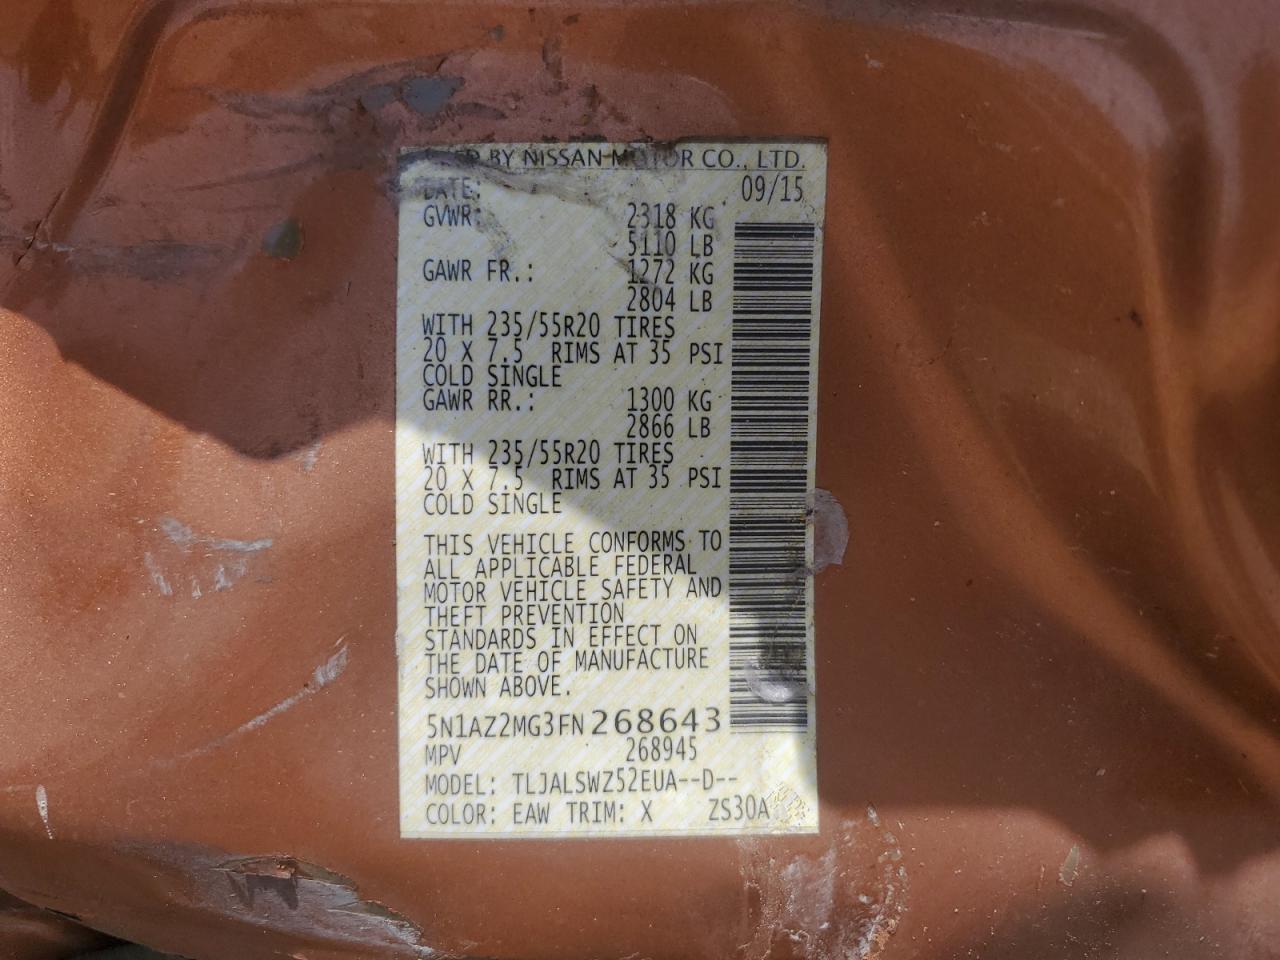 BY NISSAN MOTOR CO., LTD.
DATE: 09/15
GVWR: 2318 KG
5110 LB
GAWR FR.: 1272 KG
2804 LB
WITH 235/55R20 TIRES
20 X 7.5 RIMS AT 35 PSI
COLD SINGLE
GAWR RR.: 1300 KG
2866 LB
WITH 235/55R20 TIRES
20 X 7.5 RIMS AT 35 PSI
COLD SINGLE
THIS VEHICLE CONFORMS TO
ALL APPLICABLE FEDERAL
MOTOR VEHICLE SAFETY AND
THEFT PREVENTION
STANDARDS IN EFFECT ON
THE DATE OF MANUFACTURE
SHOWN ABOVE.
5N1AZ2MG3FN268643
MPV 268945
MODEL: TLJALSWZ52EUA--D--
COLOR: EAW TRIM: X ZS30A